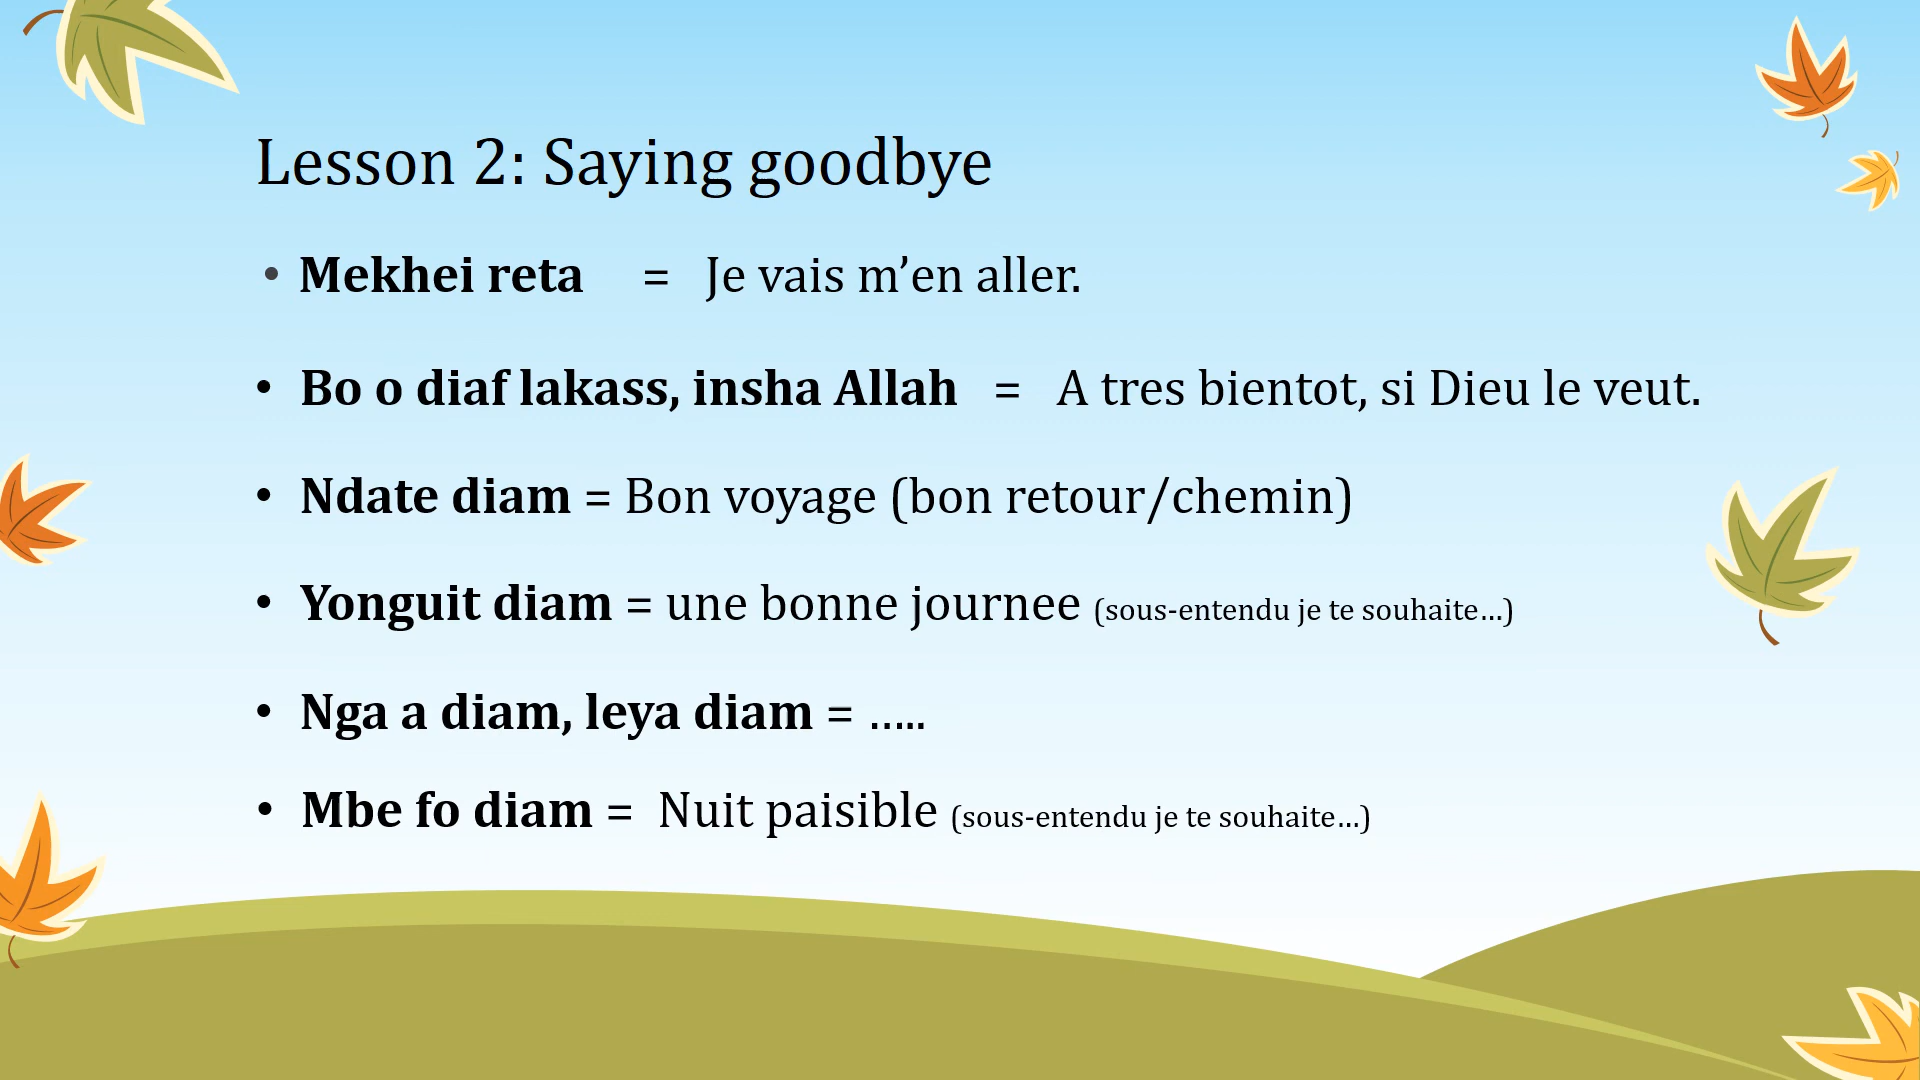 Lesson 2: Saying goodbye
• Mekhei reta = Je vais m’en aller.
• Bo o diaf lakass, insha Allah = A tres bientot, si Dieu le veut.
• Ndate diam = Bon voyage (bon retour/chemin)
• Yonguit diam = une bonne journee (sous-entendu je te souhaite...)
• Nga a diam, leya diam = .....
• Mbe fo diam = Nuit paisible (sous-entendu je te souhaite...)